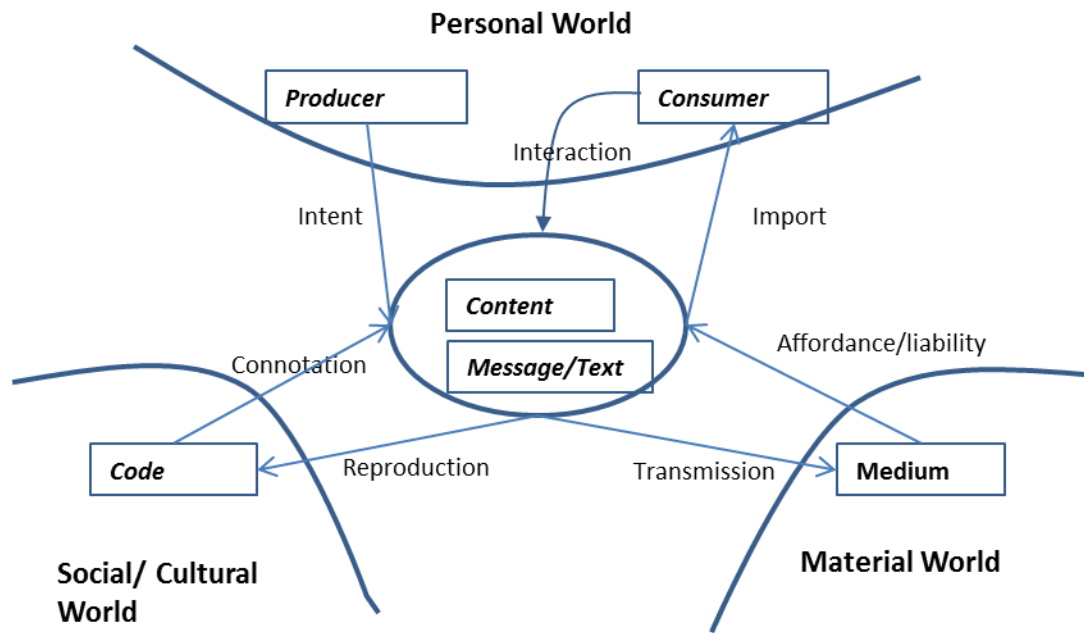 Personal World
Producer
Consumer
Interaction
Intent
Import
Content
Message/Text
Connotation
Affordance/liability
Code
Reproduction
Transmission
Medium
Social/ Cultural
World
Material World